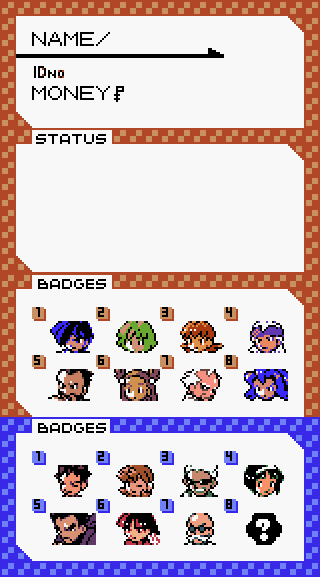 NAME/
IDNo
MONEY
STATUS
BADGES
1 2 3 4
5 6 7 8
BADGES
1 2 3 4
5 6 7 8
?